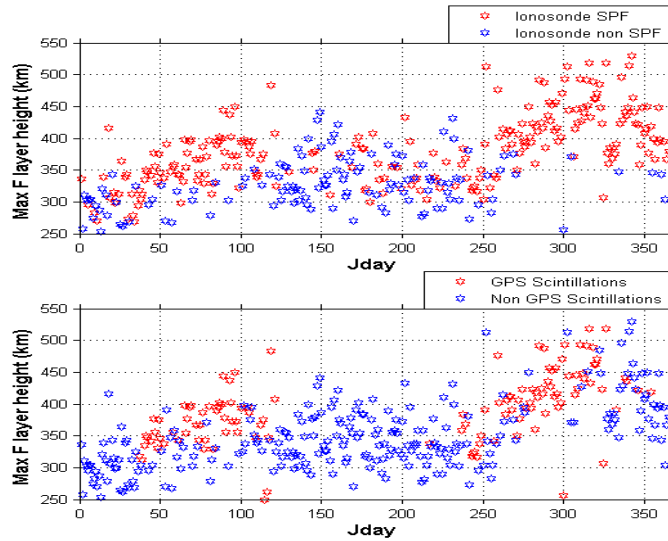 Ionosonde SPF
Ionosonde non SPF
550
500
450
400
350
300
250
Max F layer height (km)
0 50 100 150 200 250 300 350
Jday
GPS Scintillations
Non GPS Scintillations
550
500
450
400
350
300
250
Max F layer height (km)
0 50 100 150 200 250 300 350
Jday